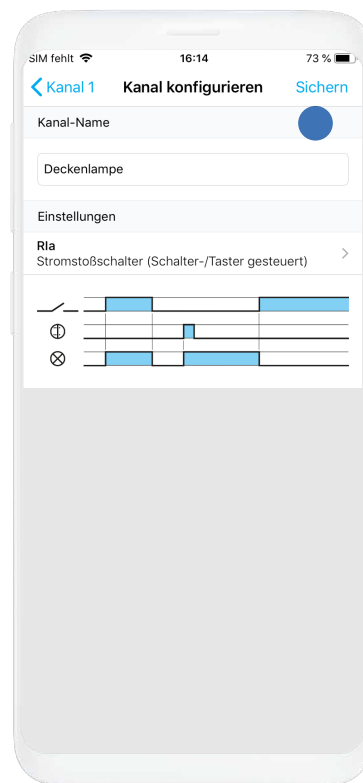 SIM fehlt 16:14 73 %
Kanal 1 Kanal konfigurieren Sichern
Kanal-Name
Deckenlampe
Einstellungen
RIa
Stromstoßschalter (Schalter-/Taster gesteuert)